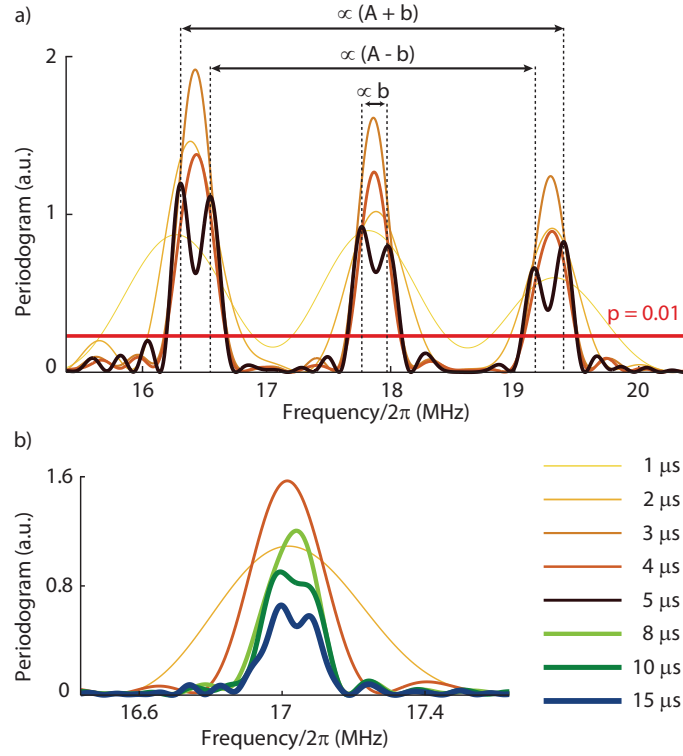 a)
∝ (A + b)
∝ (A - b)
∝ b
2
1
0
Periodogram (a.u.)
p = 0.01
16 17 18 19 20
Frequency/2π (MHz)
b)
1.6
0.8
0
Periodogram (a.u.)
16.6 17 17.4
Frequency/2π (MHz)
1 μs
2 μs
3 μs
4 μs
5 μs
8 μs
10 μs
15 μs